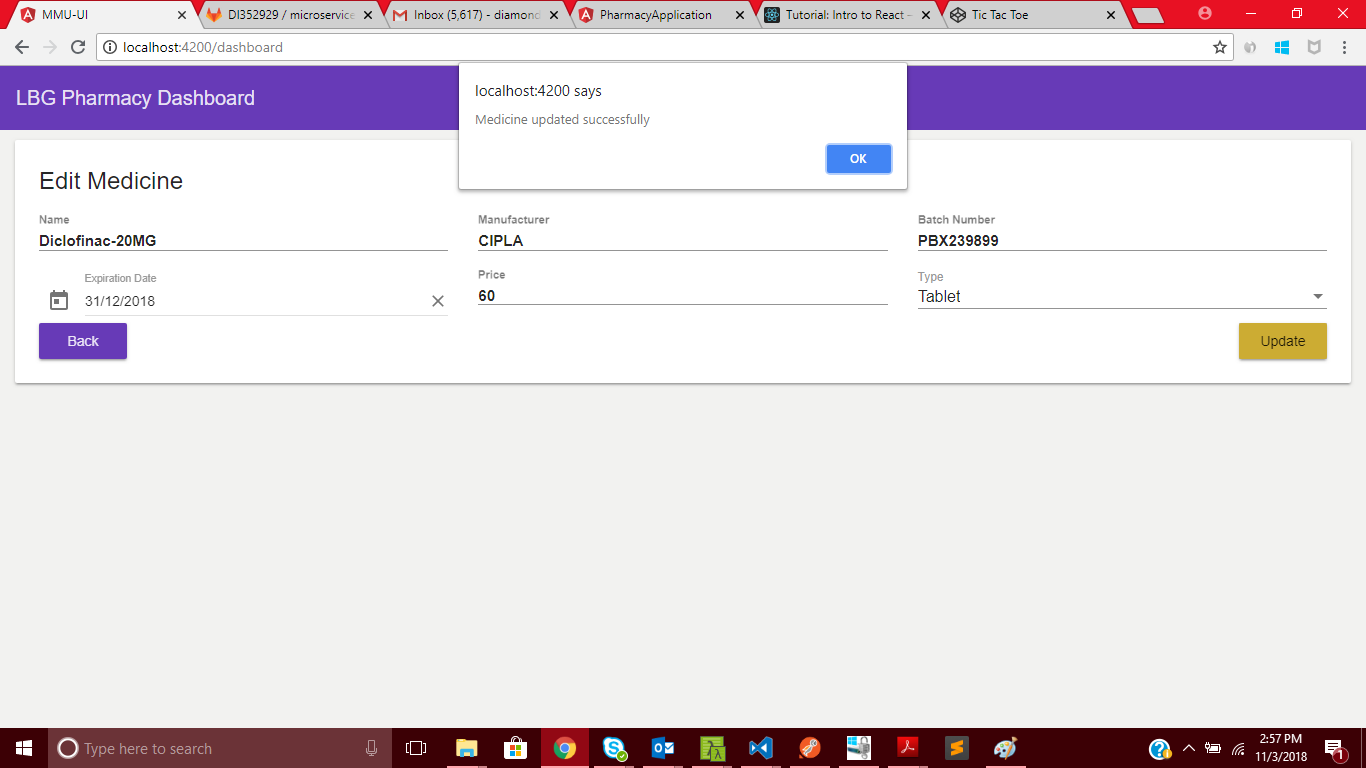 MMU-UI
DI352929 / microservice
Inbox (5,617) - diamond
PharmacyApplication
Tutorial: Intro to React –
Tic Tac Toe
localhost:4200/dashboard
LBG Pharmacy Dashboard
localhost:4200 says
Medicine updated successfully
OK
Edit Medicine
Name
Manufacturer
Batch Number
Diclofinac-20MG
CIPLA
PBX239899
Expiration Date
Price
Type
31/12/2018
60
Tablet
Back
Update
Type here to search
2:57 PM
11/3/2018
1